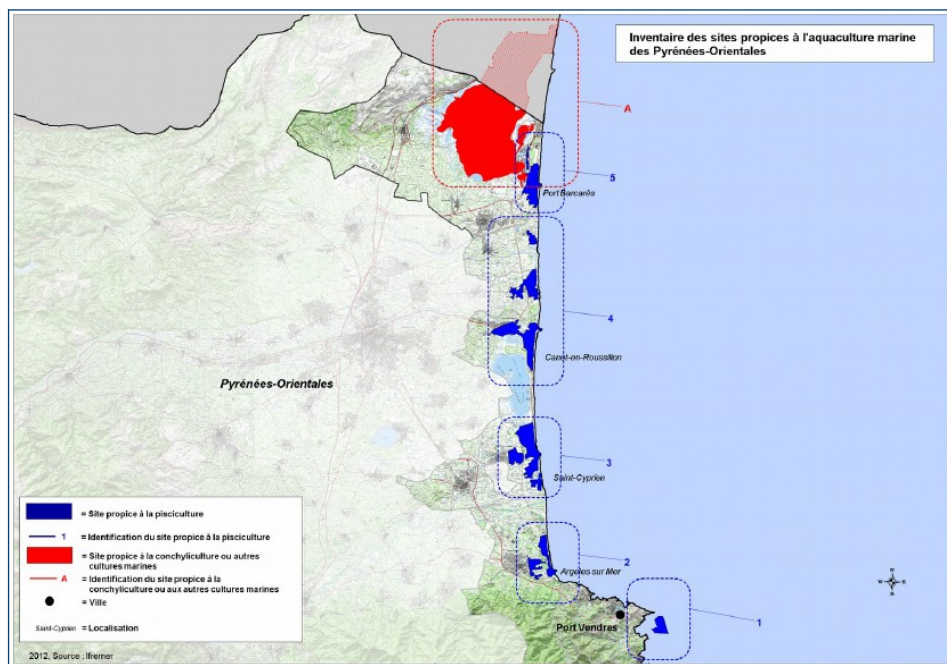 Inventaire des sites propices à l'aquaculture marine
des Pyrénées-Orientales
A
5
Port Barcarès
4
Canet-en-Roussillon
Pyrénées-Orientales
3
Saint-Cyprien
2
Argelès sur Mer
Port Vendres
1
= Site propice à la pisciculture
1 = Identification du site propice à la pisciculture
= Site propice à la conchyliculture ou autres
cultures marines
A = Identification du site propice à la
conchyliculture ou aux autres cultures marines
= Ville
Saint-Cyprien = Localisation
2012, Source : Ifremer
N
W E
S